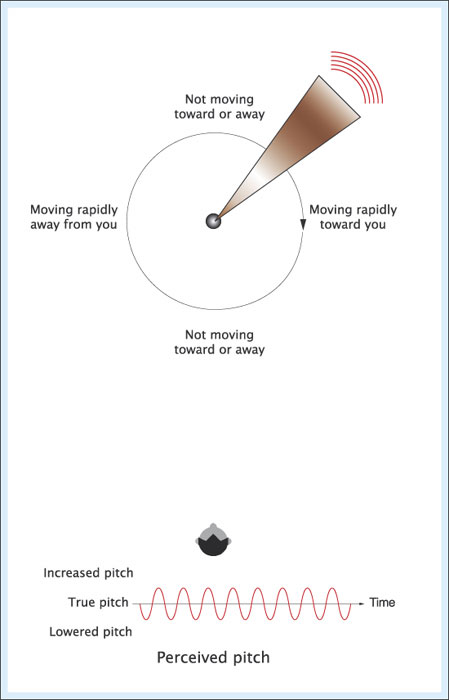 Not moving
toward or away
Moving rapidly
away from you
Moving rapidly
toward you
Not moving
toward or away
Increased pitch
True pitch
Time
Lowered pitch
Perceived pitch